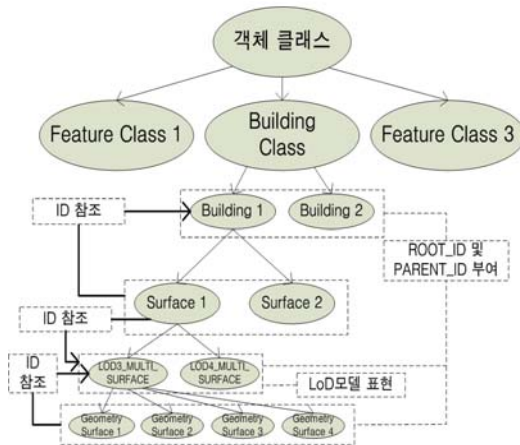 객체 클래스
Feature Class 1
Building
Class
Feature Class 3
ID 참조
Building 1
Building 2
ROOT_ID 및
PARENT_ID 부여
Surface 1
Surface 2
ID 참조
ID
참조
LOD3_MULTI_
SURFACE
LOD4_MULTI_
SURFACE
LoD모델 표현
Geometry
Surface 1
Geometry
Surface 2
Geometry
Surface 3
Geometry
Surface 4